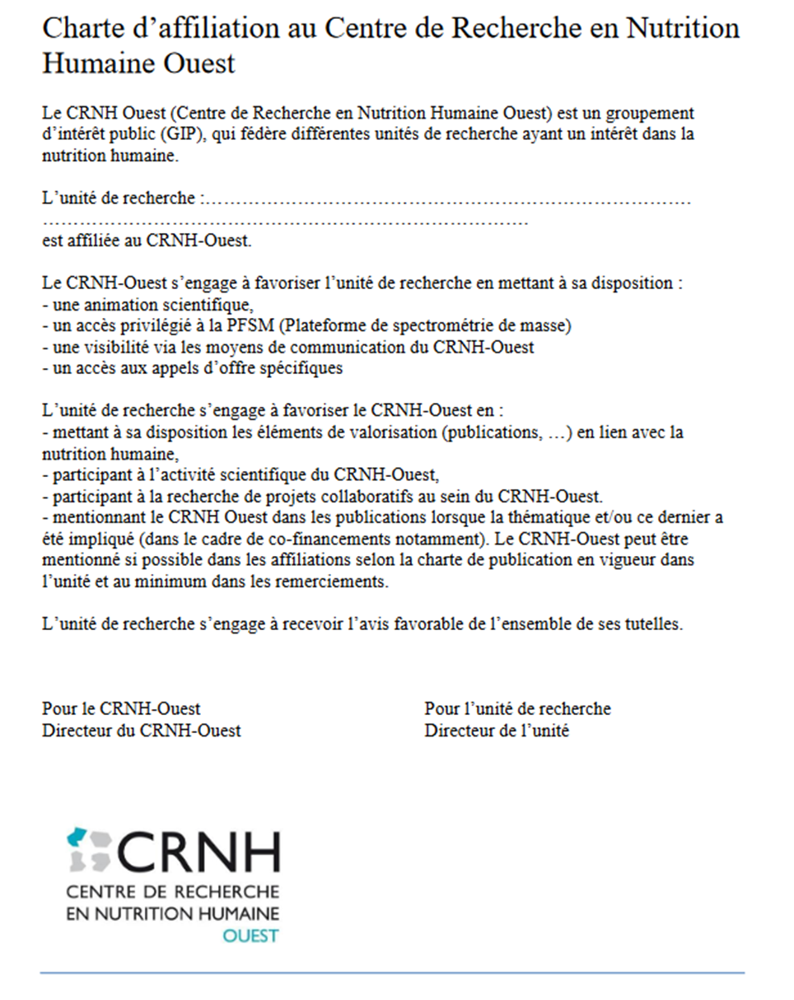 Charte d’affiliation au Centre de Recherche en Nutrition
Humaine Ouest
Le CRNH Ouest (Centre de Recherche en Nutrition Humaine Ouest) est un groupement
d’intérêt public (GIP), qui fédère différentes unités de recherche ayant un intérêt dans la
nutrition humaine.
L’unité de recherche :…………………………………………………………………….
…………………………………………………………………….
est affiliée au CRNH-Ouest.
Le CRNH-Ouest s’engage à favoriser l’unité de recherche en mettant à sa disposition :
- une animation scientifique,
- un accès privilégié à la PFSM (Plateforme de spectrométrie de masse)
- une visibilité via les moyens de communication du CRNH-Ouest
- un accès aux appels d’offre spécifiques
L’unité de recherche s’engage à favoriser le CRNH-Ouest en :
- mettant à sa disposition les éléments de valorisation (publications, …) en lien avec la
nutrition humaine,
- participant à l’activité scientifique du CRNH-Ouest,
- participant à la recherche de projets collaboratifs au sein du CRNH-Ouest.
- mentionnant le CRNH Ouest dans les publications lorsque la thématique et/ou ce dernier a
été impliqué (dans le cadre de co-financements notamment). Le CRNH-Ouest peut être
mentionné si possible dans les affiliations selon la charte de publication en vigueur dans
l’unité et au minimum dans les remerciements.
L’unité de recherche s’engage à recevoir l’avis favorable de l’ensemble de ses tutelles.
Pour le CRNH-Ouest
Directeur du CRNH-Ouest
Pour l’unité de recherche
Directeur de l’unité
CRNH
CENTRE DE RECHERCHE
EN NUTRITION HUMAINE
OUEST